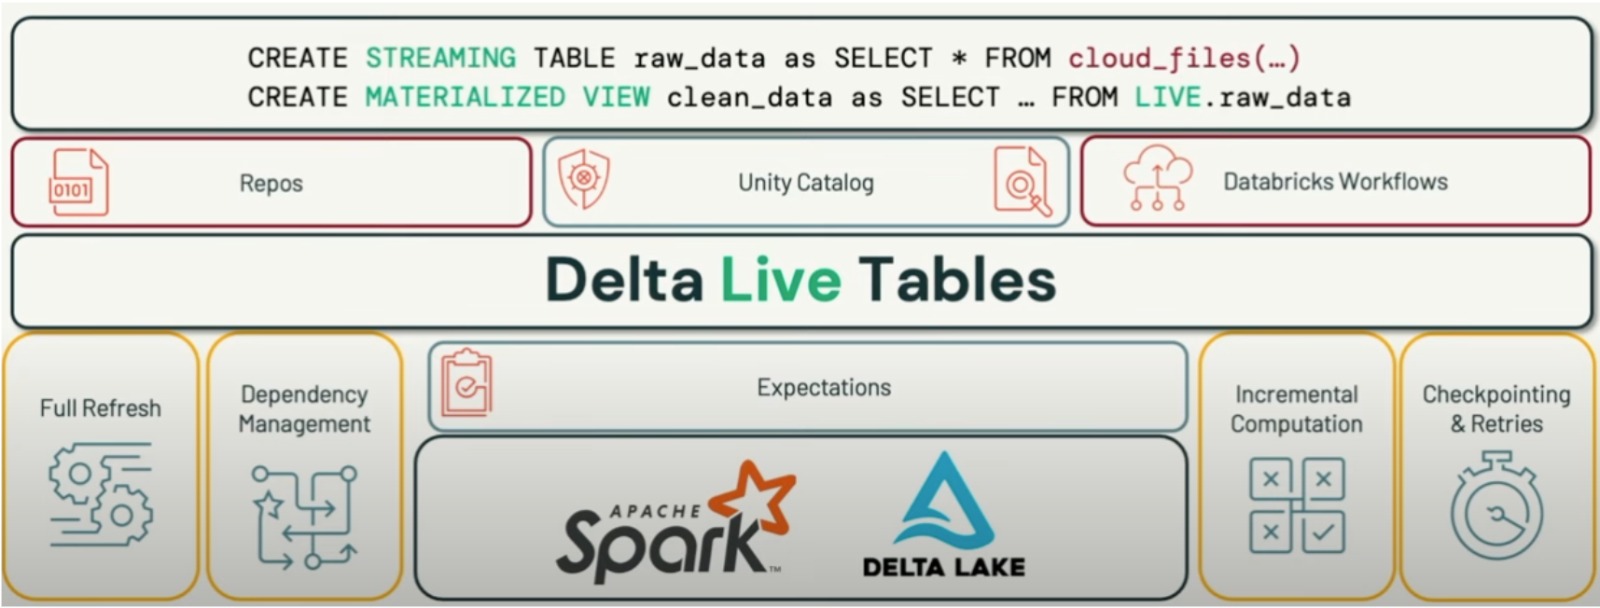 CREATE STREAMING TABLE raw_data as SELECT * FROM cloud_files(…)
CREATE MATERIALIZED VIEW clean_data as SELECT … FROM LIVE.raw_data
0101
Repos
Unity Catalog
Databricks Workflows
Delta Live Tables
Full Refresh
Dependency
Management
Expectations
APACHE
Spark™
DELTA LAKE
Incremental
Computation
Checkpointing
& Retries